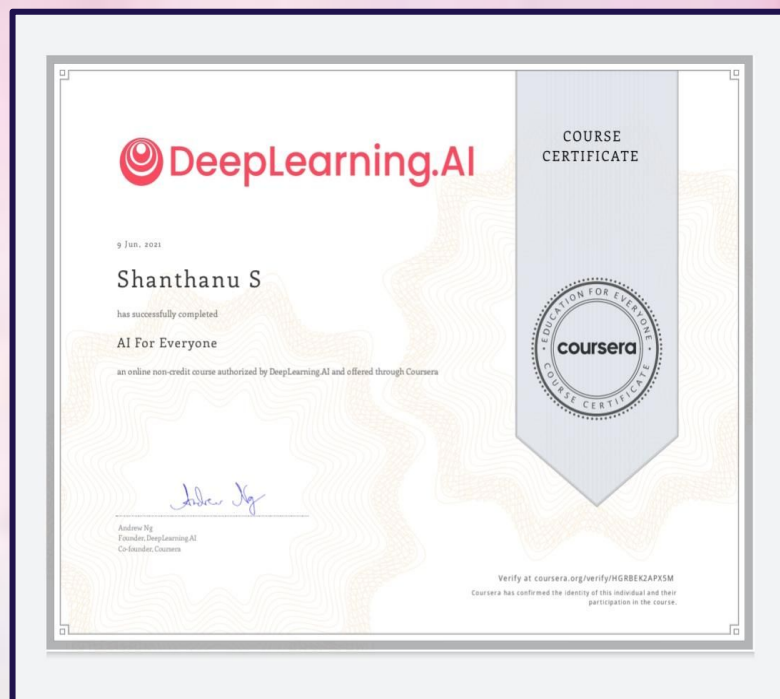 DeepLearning.AI
COURSE
CERTIFICATE
9 Jun, 2021
Shanthanu S
has successfully completed
AI For Everyone
an online non-credit course authorized by DeepLearning.AI and offered through Coursera
EDUCATION FOR EVERYONE
coursera
COURSE CERTIFICATE
Andrew Ng
Andrew Ng
Founder, DeepLearning.AI
Co-founder, Coursera
Verify at coursera.org/verify/HGRBEK2APX5M
Coursera has confirmed the identity of this individual and their
participation in the course.